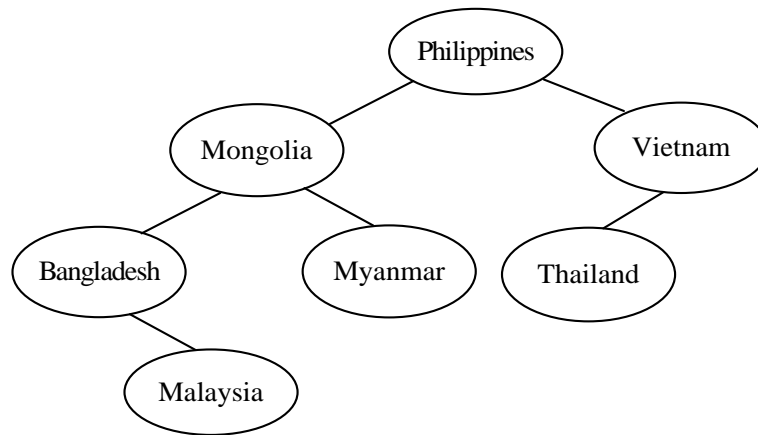 Philippines
Mongolia
Vietnam
Bangladesh
Myanmar
Thailand
Malaysia